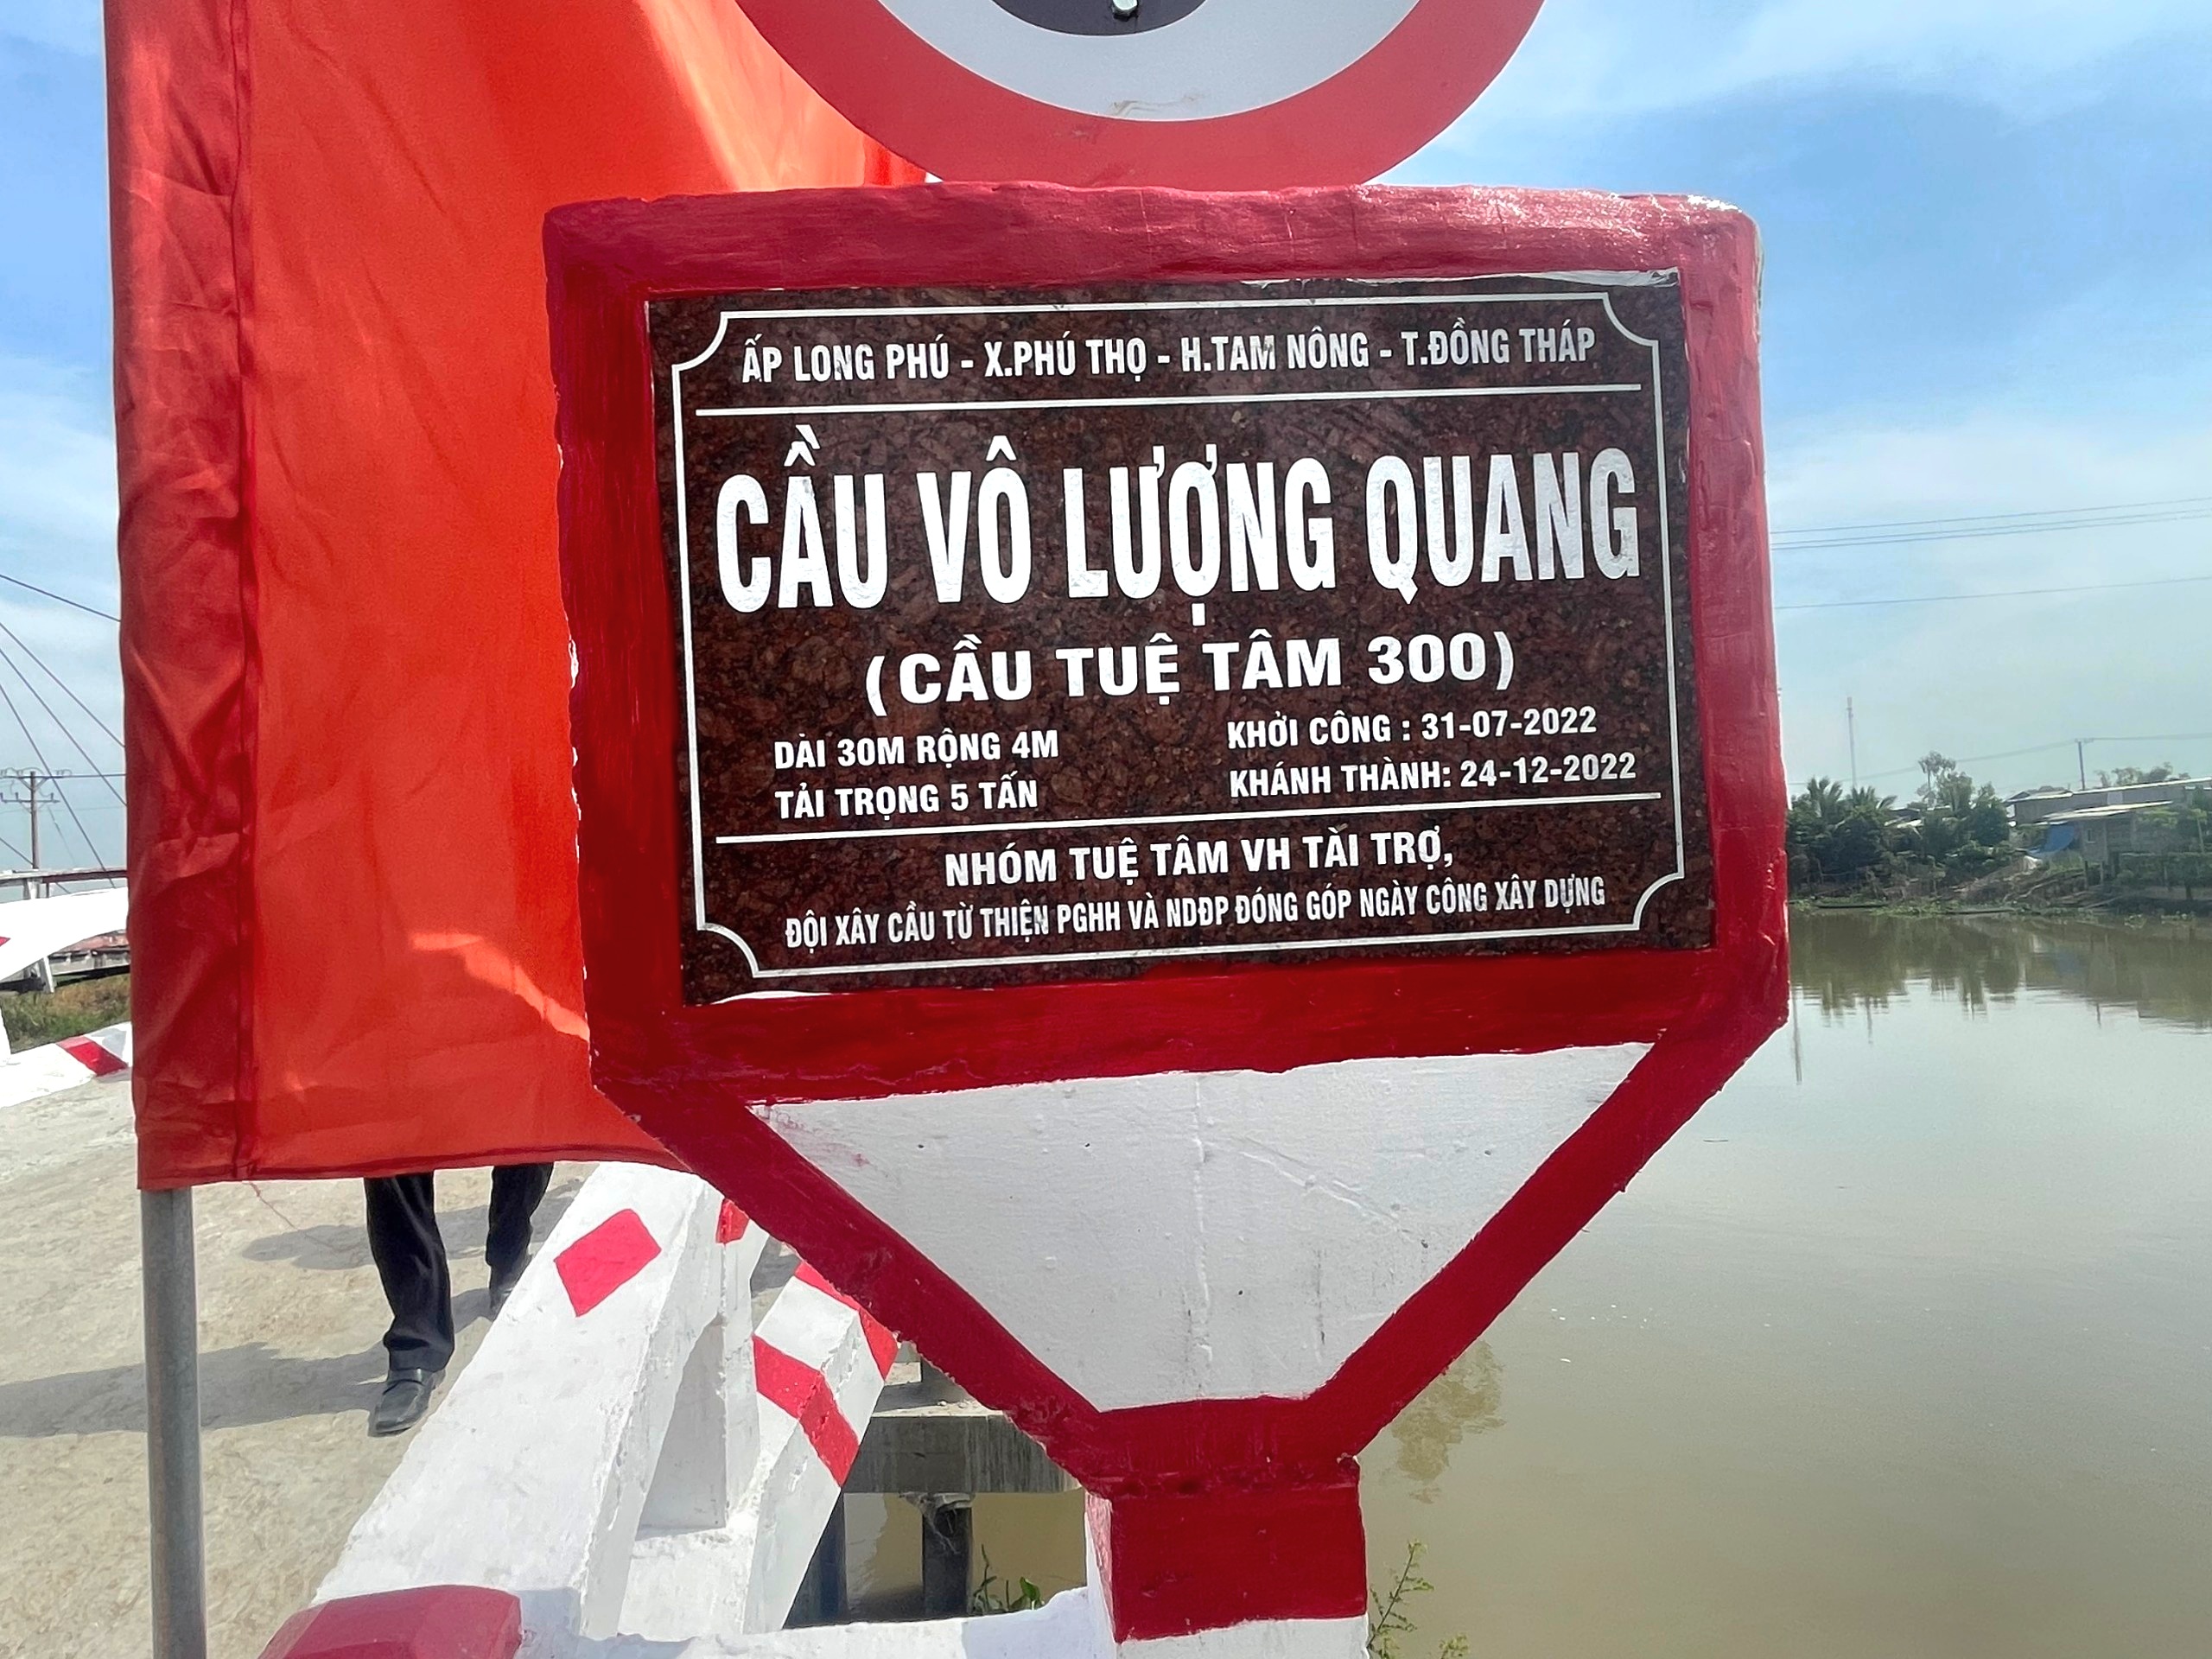 ẤP LONG PHÚ - X.PHÚ THỌ - H.TAM NÔNG - T.ĐỒNG THÁP
CẦU VÔ LƯỢNG QUANG
(CẦU TUỆ TÂM 300)
DÀI 30M RỘNG 4M
TẢI TRỌNG 5 TẤN
KHỞI CÔNG : 31-07-2022
KHÁNH THÀNH: 24-12-2022
NHÓM TUỆ TÂM VH TÀI TRỢ,
ĐỘI XÂY CẦU TỪ THIỆN PGHH VÀ NDĐP ĐÓNG GÓP NGÀY CÔNG XÂY DỰNG